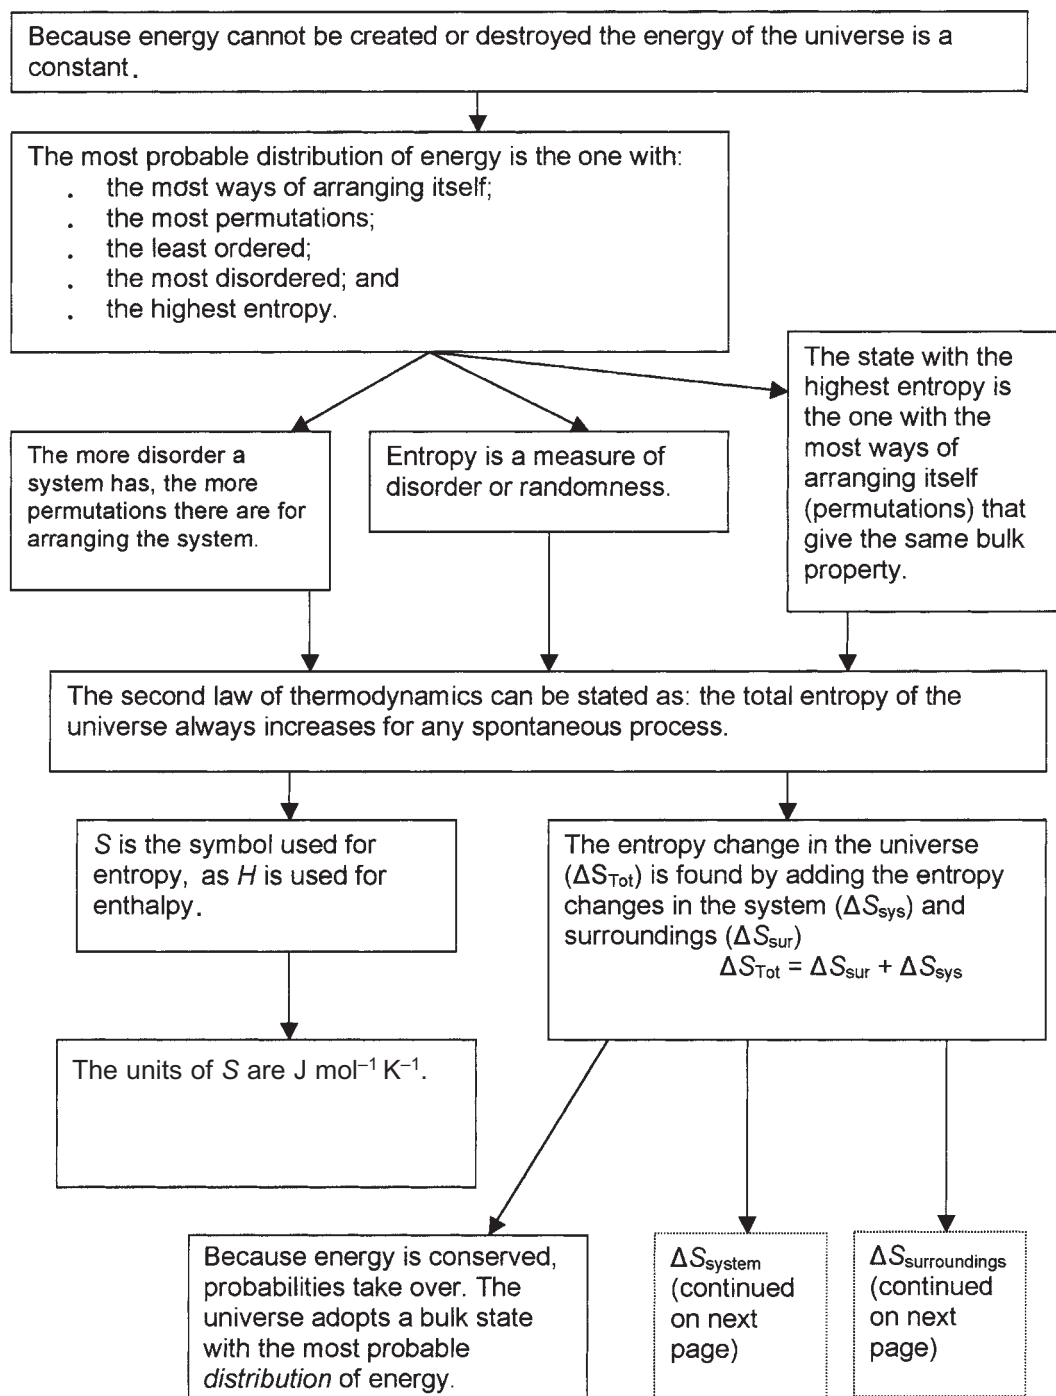 Because energy cannot be created or destroyed the energy of the universe is a
constant.
The most probable distribution of energy is the one with:
. the most ways of arranging itself;
. the most permutations;
. the least ordered;
. the most disordered; and
. the highest entropy.
The more disorder a
system has, the more
permutations there are for
arranging the system.
Entropy is a measure of
disorder or randomness.
The state with the
highest entropy is
the one with the
most ways of
arranging itself
(permutations) that
give the same bulk
property.
The second law of thermodynamics can be stated as: the total entropy of the
universe always increases for any spontaneous process.
S is the symbol used for
entropy, as H is used for
enthalpy.
The entropy change in the universe
(ΔS_Tot) is found by adding the entropy
changes in the system (ΔS_sys) and
surroundings (ΔS_sur)
ΔS_Tot = ΔS_sur + ΔS_sys
The units of S are J mol⁻¹ K⁻¹.
Because energy is conserved,
probabilities take over. The
universe adopts a bulk state
with the most probable
distribution of energy.
ΔS_system
(continued
on next
page)
ΔS_surroundings
(continued
on next
page)